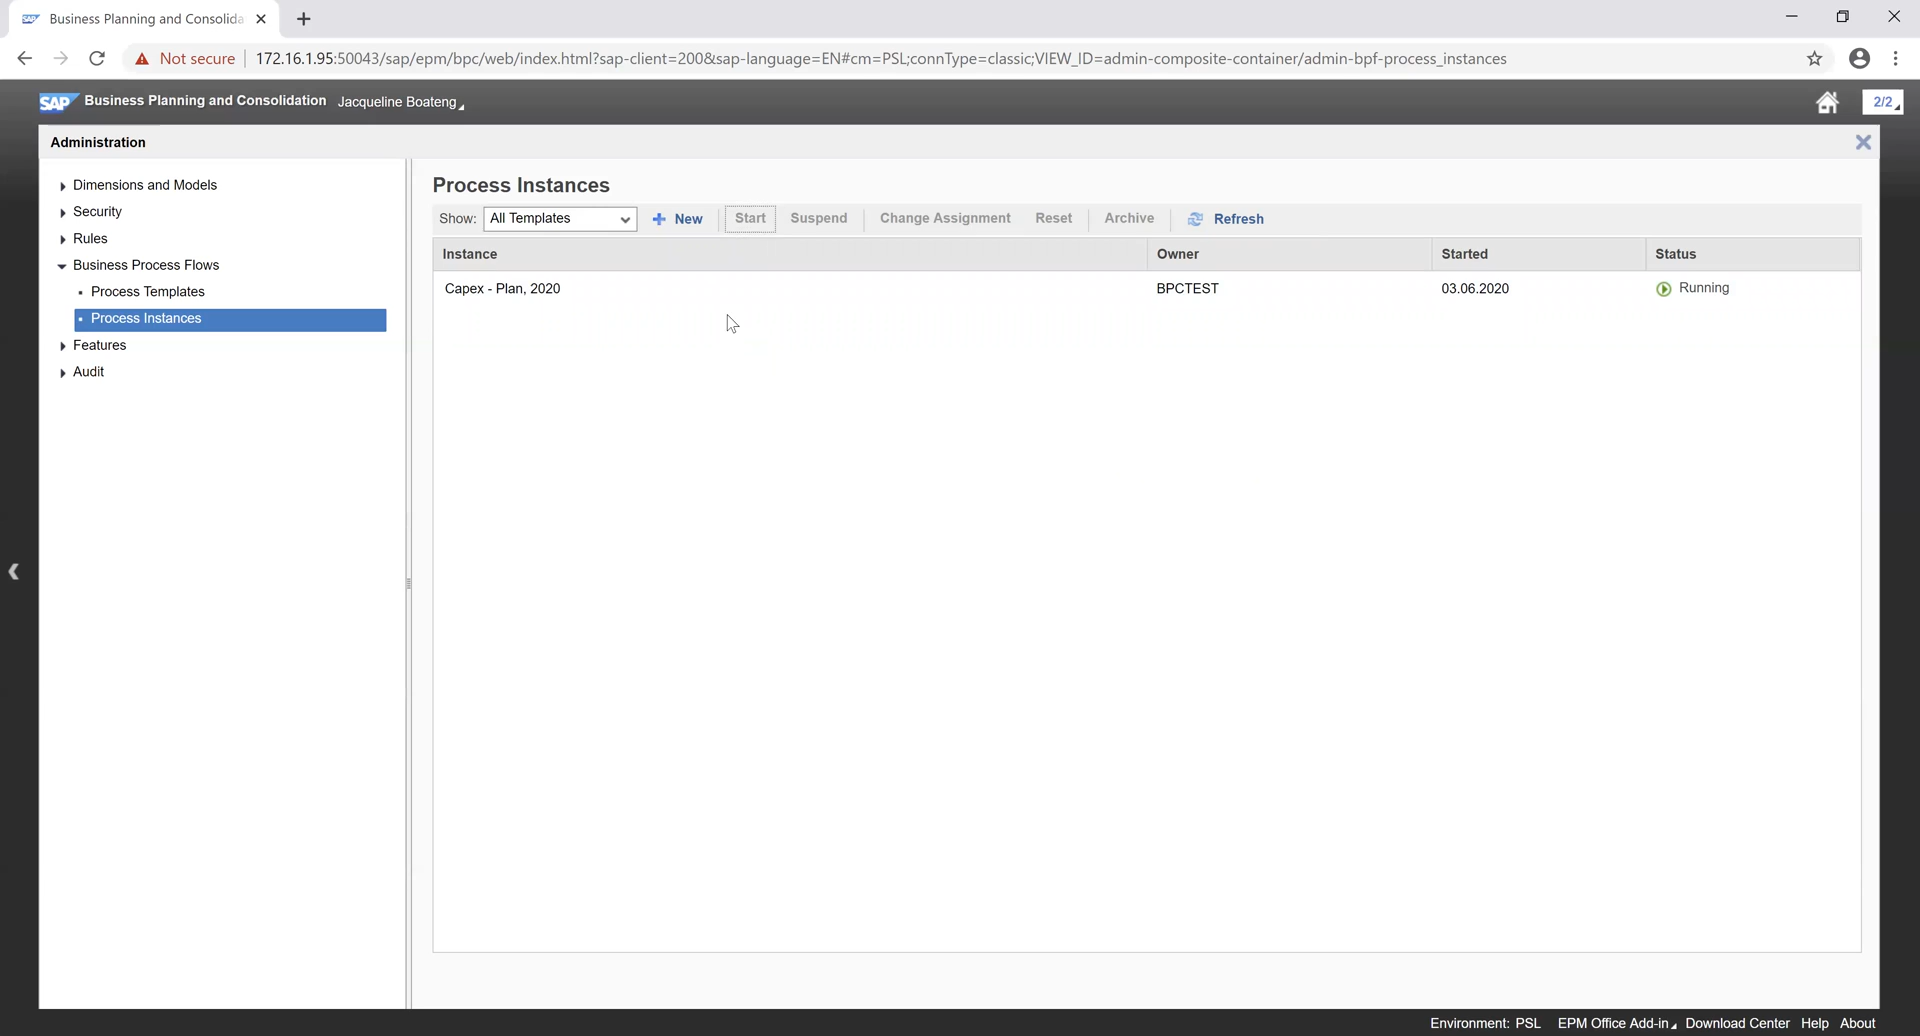 SAP Business Planning and Consolida
Not secure 172.16.1.95:50043/sap/epm/bpc/web/index.html?sap-client=200&sap-language=EN#cm=PSL;connType=classic;VIEW_ID=admin-composite-container/admin-bpf-process_instances
SAP Business Planning and Consolidation Jacqueline Boateng 2/2
Administration
Dimensions and Models
Security
Rules
Business Process Flows
Process Templates
Process Instances
Features
Audit
Process Instances
Show: All Templates New Start Suspend Change Assignment Reset Archive Refresh
Instance Owner Started Status
Capex - Plan, 2020 BPCTEST 03.06.2020 Running
Environment: PSL EPM Office Add-in Download Center Help About